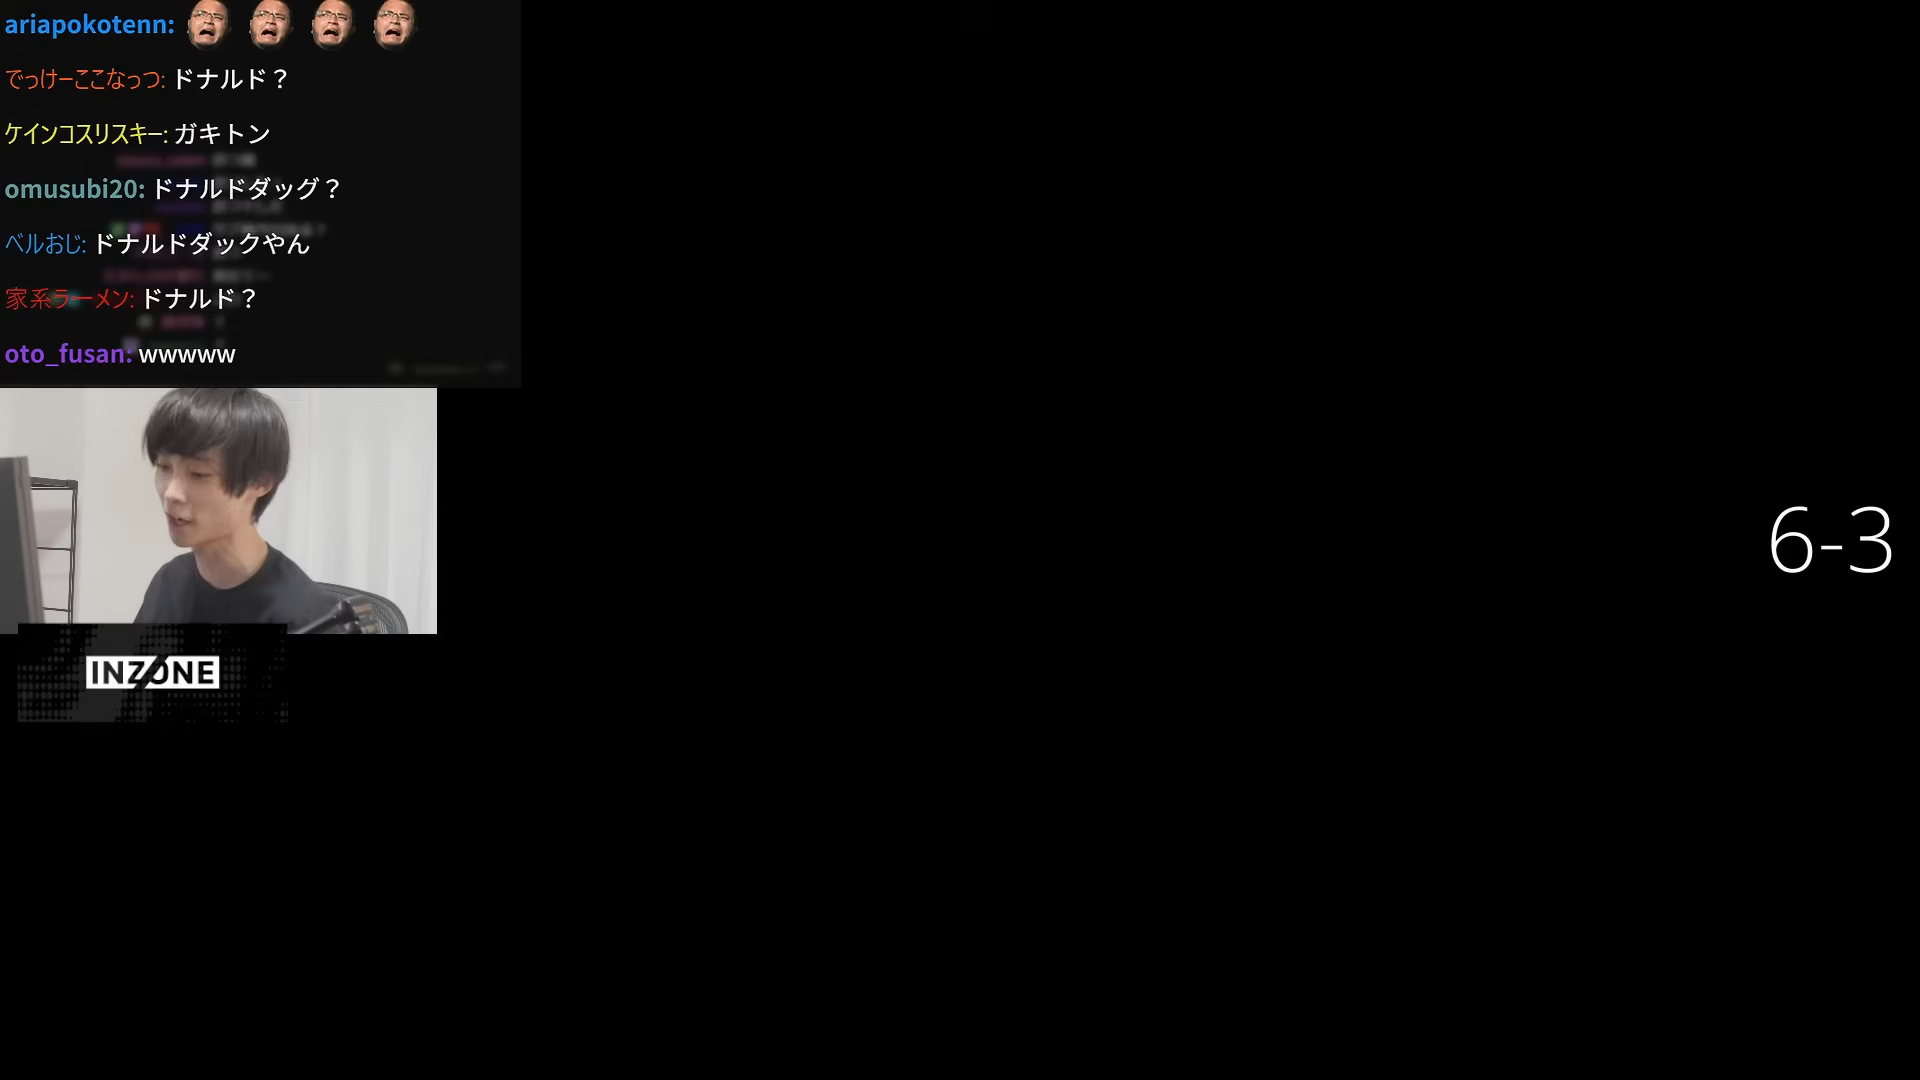 ariapokotenn:
でっけーここなっつ: ドナルド？
ケインコスリスキー: ガキトン
omusubi20: ドナルドダッグ？
ベルおじ: ドナルドダックやん
家系ラーメン: ドナルド？
oto_fusan: wwwww
6-3
INZONE